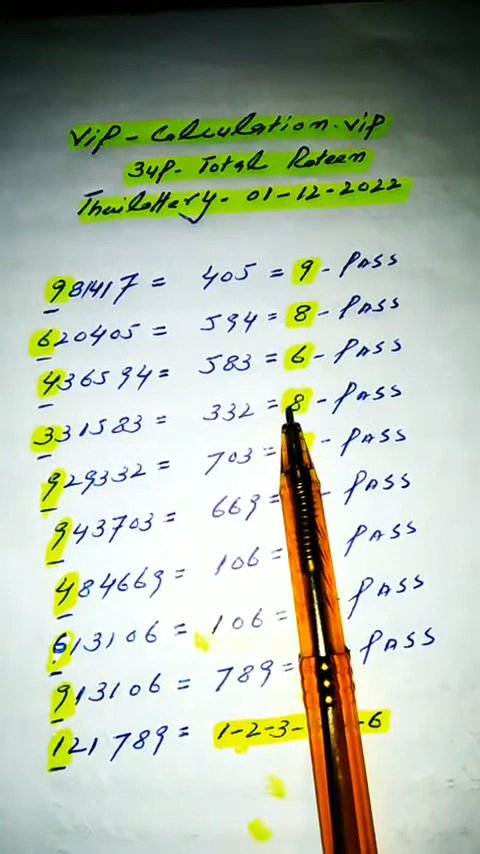 Vip - Calculation.vip
3up - Total Roteen
Thailottery - 01-12-2022
981417 = 405 = 9 - PASS
620405 = 594 = 8 - PASS
436594 = 583 = 6 - PASS
331583 = 332 = 8 - PASS
929332 = 703 = - PASS
943703 = 669 = - PASS
484669 = 106 = PASS
613106 = 106 = - PASS
913106 = 789 = PASS
121789 = 1-2-3- -6